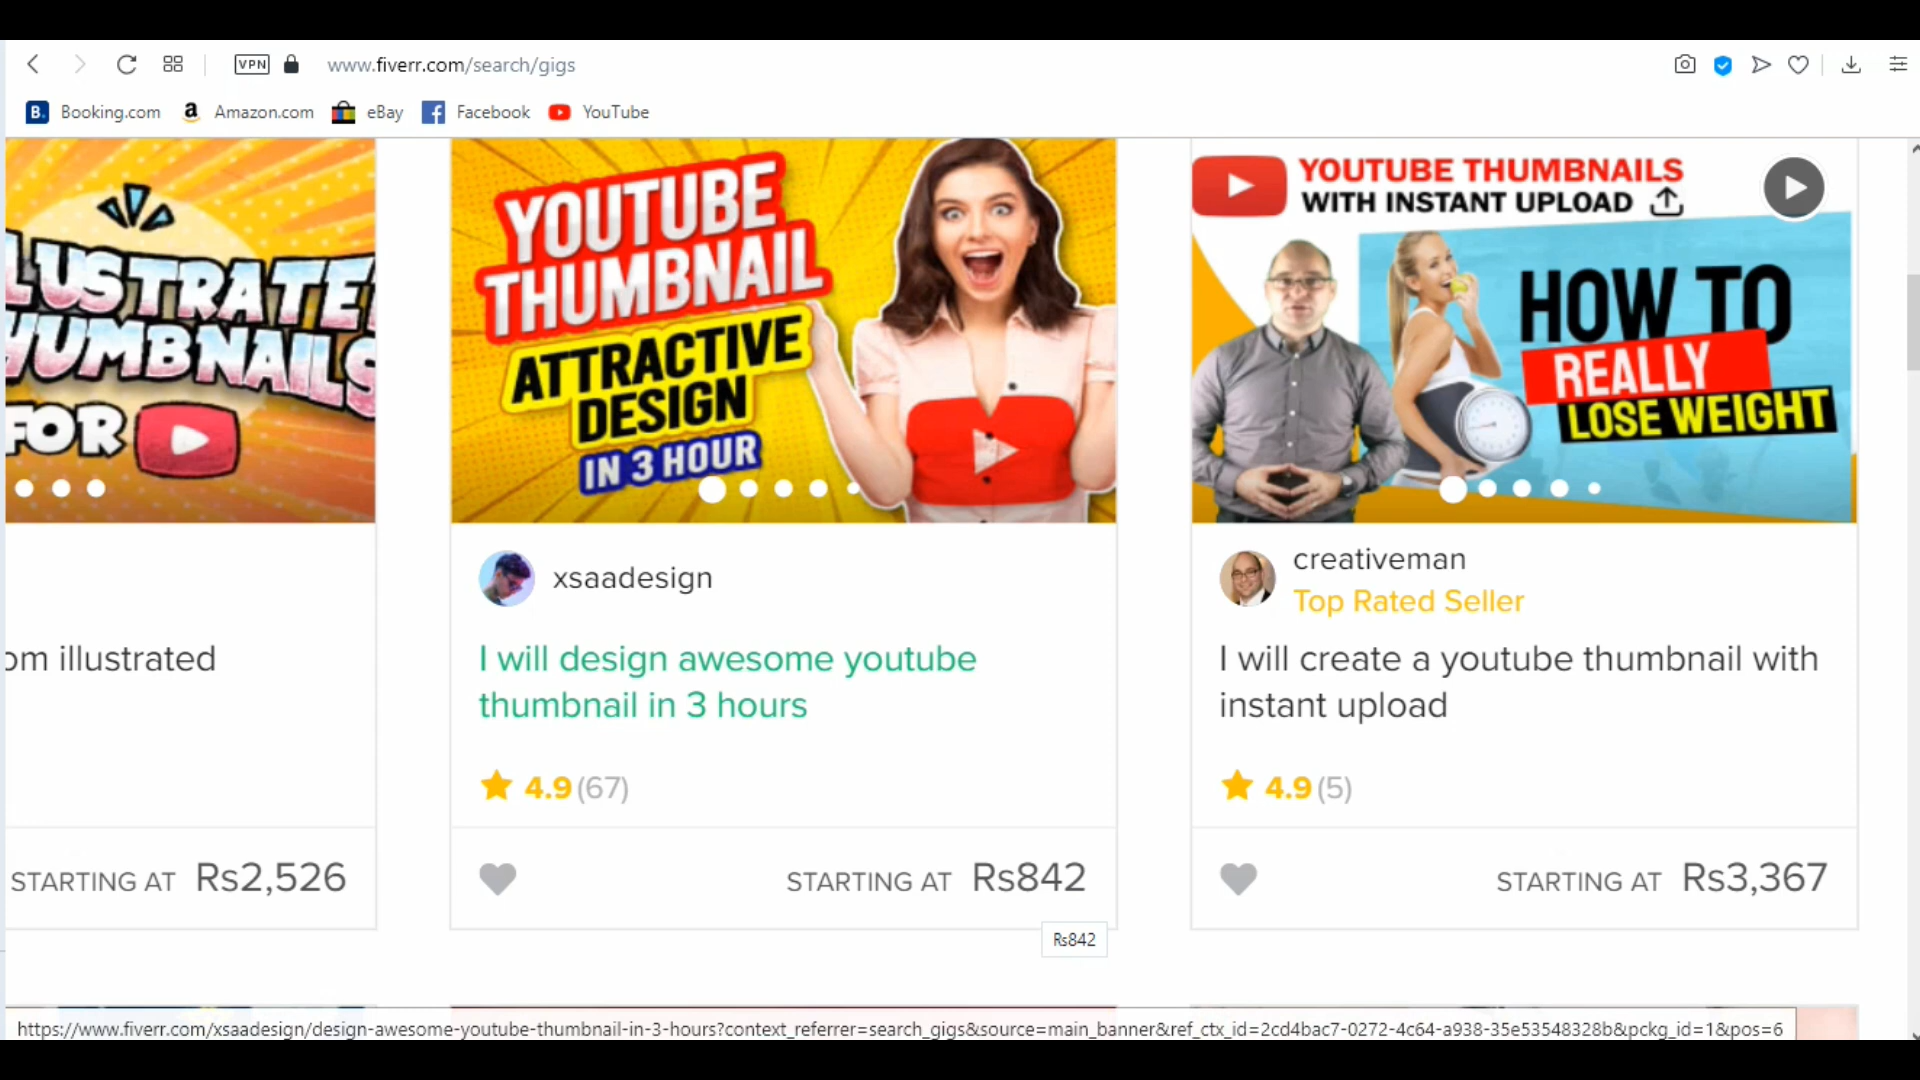 VPN
www.fiverr.com/search/gigs
B. Booking.com
a Amazon.com
eBay
Facebook
YouTube
LUSTRATE
HUMBNAILS
FOR
om illustrated
STARTING AT Rs2,526
YOUTUBE
THUMBNAIL
ATTRACTIVE
DESIGN
IN 3 HOUR
xsaadesign
I will design awesome youtube
thumbnail in 3 hours
4.9 (67)
STARTING AT Rs842
Rs842
YOUTUBE THUMBNAILS
WITH INSTANT UPLOAD
HOW TO
REALLY
LOSE WEIGHT
creativeman
Top Rated Seller
I will create a youtube thumbnail with
instant upload
4.9 (5)
STARTING AT Rs3,367
https://www.fiverr.com/xsaadesign/design-awesome-youtube-thumbnail-in-3-hours?context_referrer=search_gigs&source=main_banner&ref_ctx_id=2cd4bac7-0272-4c64-a938-35e53548328b&pckg_id=1&pos=6